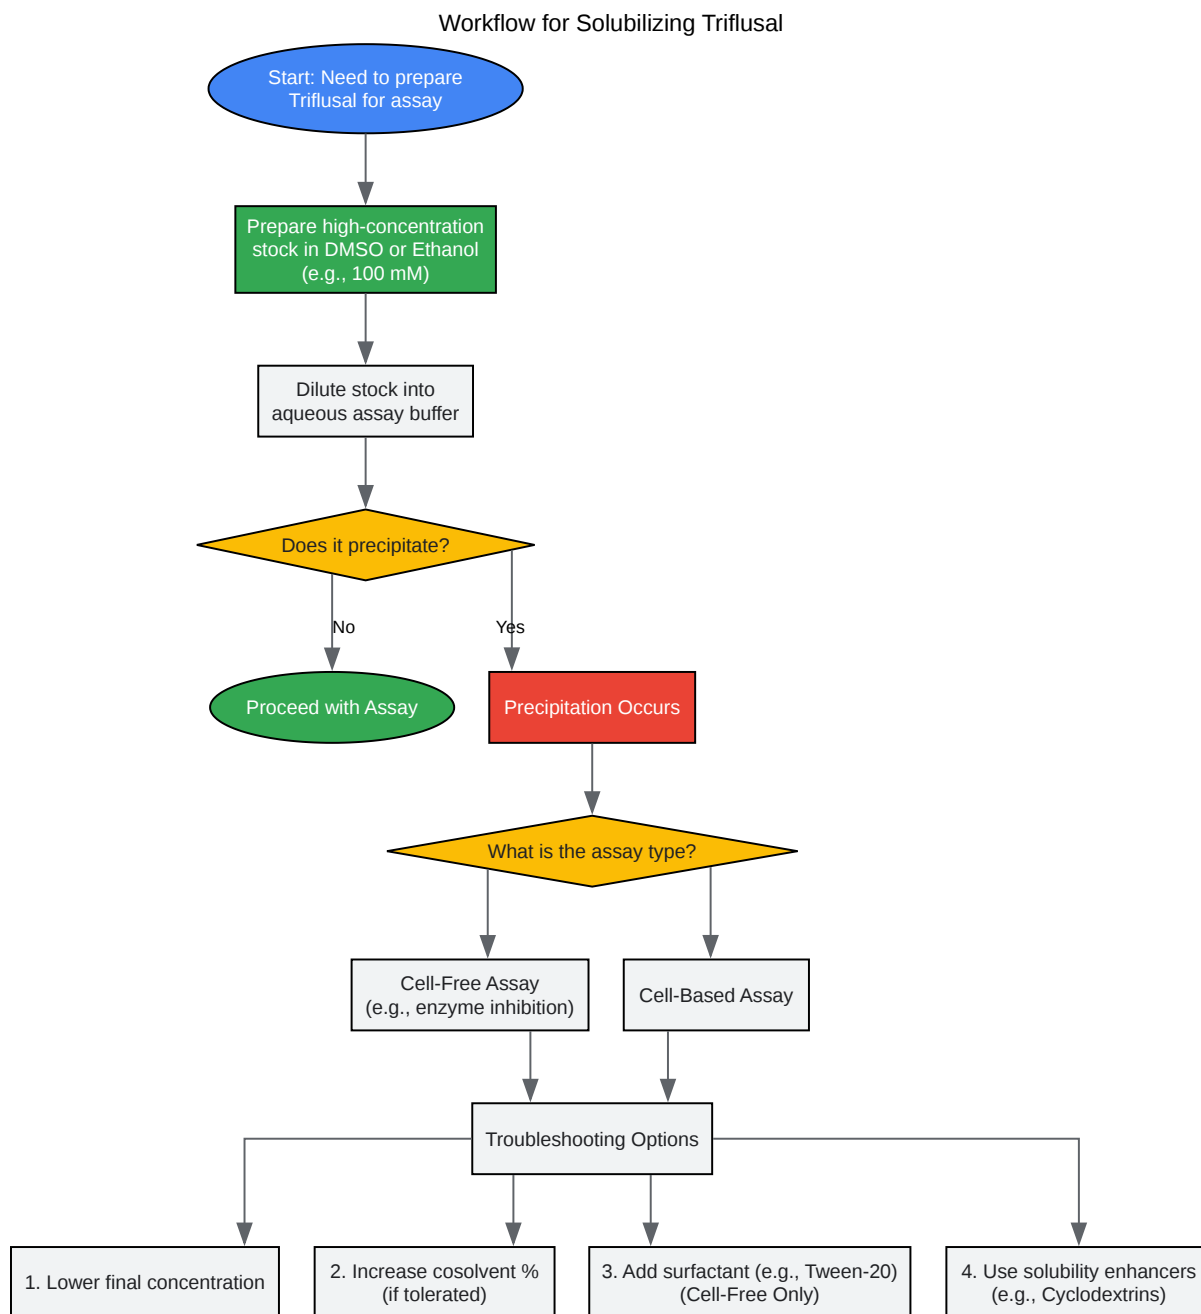 Workflow for Solubilizing Triflusal
Start: Need to prepare
Triflusal for assay
Prepare high-concentration
stock in DMSO or Ethanol
(e.g., 100 mM)
Dilute stock into
aqueous assay buffer
Does it precipitate?
No
Yes
Proceed with Assay
Precipitation Occurs
What is the assay type?
Cell-Free Assay
(e.g., enzyme inhibition)
Cell-Based Assay
Troubleshooting Options
1. Lower final concentration
2. Increase cosolvent %
(if tolerated)
3. Add surfactant (e.g., Tween-20)
(Cell-Free Only)
4. Use solubility enhancers
(e.g., Cyclodextrins)